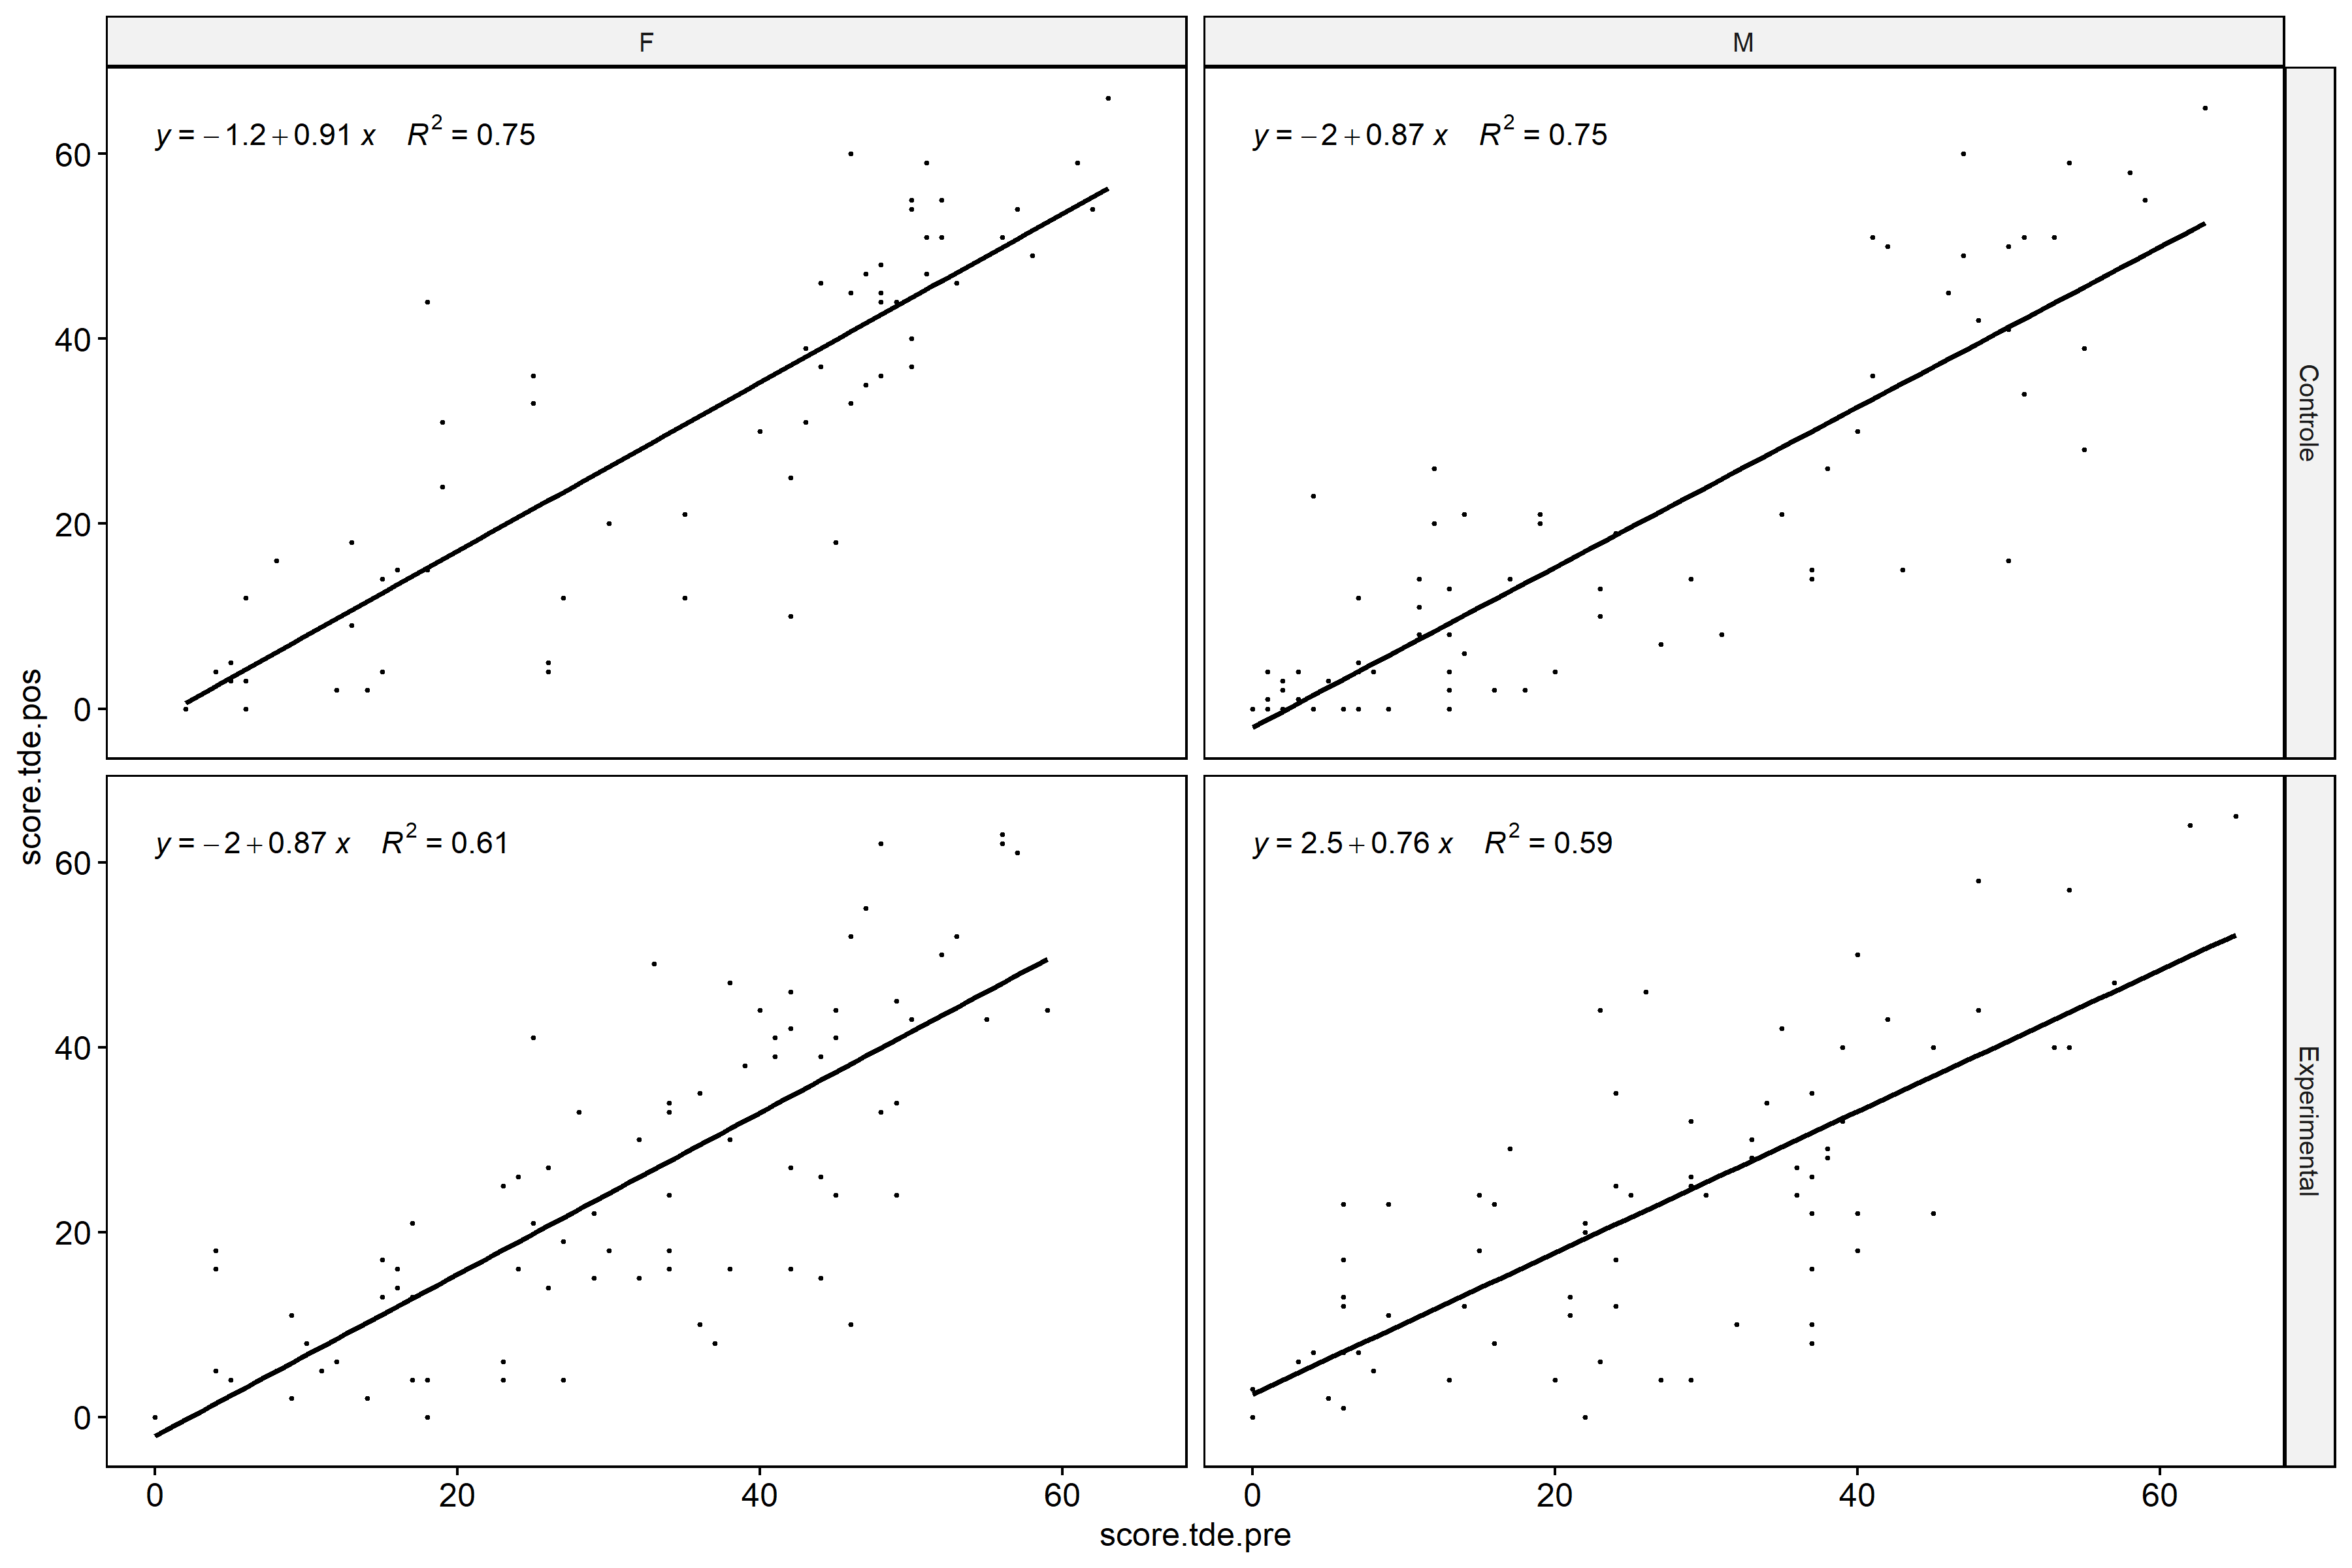 F
M
y = −1.2+0.91 x R² = 0.75
y = −2+0.87 x R² = 0.75
60
40
20
0
Controle
score.tde.pos
y = −2+0.87 x R² = 0.61
y = 2.5+0.76 x R² = 0.59
60
40
20
0
Experimental
0 20 40 60
0 20 40 60
score.tde.pre